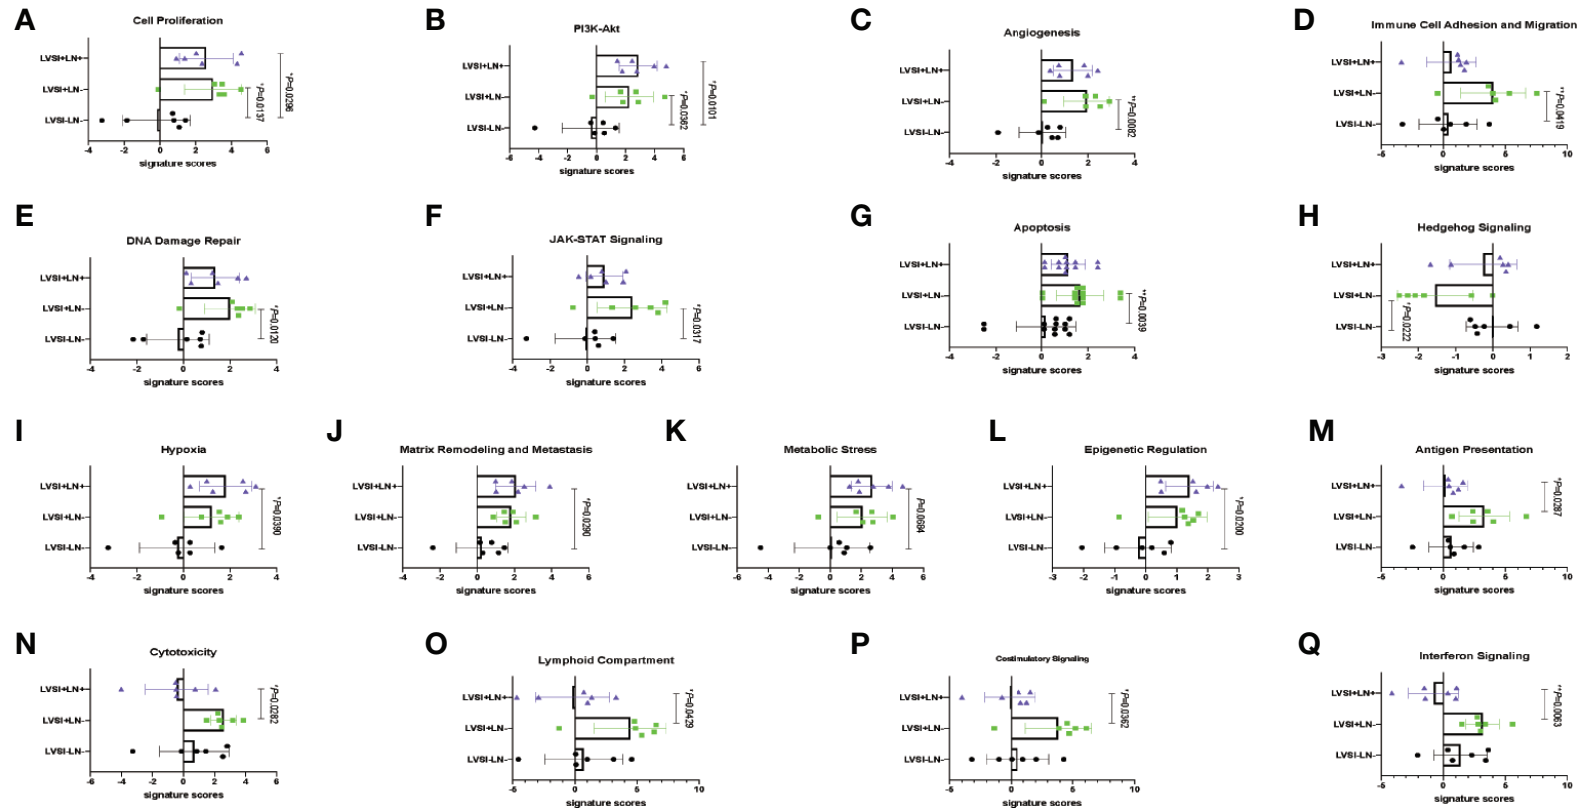 A
Cell Proliferation
LVSI+LN+
LVSI+LN-
LVSI-LN-
*P=0.0137
*P=0.0296
-4 -2 0 2 4 6
signature scores
B
PI3K-Akt
LVSI+LN+
LVSI+LN-
LVSI-LN-
*P=0.0362
*P=0.0101
-6 -4 -2 0 2 4 6
signature scores
C
Angiogenesis
LVSI+LN+
LVSI+LN-
LVSI-LN-
**P=0.0082
-4 -2 0 2 4
signature scores
D
Immune Cell Adhesion and Migration
LVSI+LN+
LVSI+LN-
LVSI-LN-
**P=0.0419
-5 0 5 10
signature scores
E
DNA Damage Repair
LVSI+LN+
LVSI+LN-
LVSI-LN-
*P=0.0120
-4 -2 0 2 4
signature scores
F
JAK-STAT Signaling
LVSI+LN+
LVSI+LN-
LVSI-LN-
*P=0.0317
-4 -2 0 2 4 6
signature scores
G
Apoptosis
LVSI+LN+
LVSI+LN-
LVSI-LN-
**P=0.0039
-4 -2 0 2 4
signature scores
H
Hedgehog Signaling
LVSI+LN+
LVSI+LN-
LVSI-LN-
*P=0.0222
-3 -2 -1 0 1 2
signature scores
I
Hypoxia
LVSI+LN+
LVSI+LN-
LVSI-LN-
*P=0.0390
-4 -2 0 2 4
signature scores
J
Matrix Remodeling and Metastasis
LVSI+LN+
LVSI+LN-
LVSI-LN-
*P=0.0290
-4 -2 0 2 4 6
signature scores
K
Metabolic Stress
LVSI+LN+
LVSI+LN-
LVSI-LN-
P=0.0694
-6 -4 -2 0 2 4 6
signature scores
L
Epigenetic Regulation
LVSI+LN+
LVSI+LN-
LVSI-LN-
*P=0.0200
-3 -2 -1 0 1 2 3
signature scores
M
Antigen Presentation
LVSI+LN+
LVSI+LN-
LVSI-LN-
*P=0.0287
-5 0 5 10
signature scores
N
Cytotoxicity
LVSI+LN+
LVSI+LN-
LVSI-LN-
*P=0.0282
-6 -4 -2 0 2 4 6
signature scores
O
Lymphoid Compartment
LVSI+LN+
LVSI+LN-
LVSI-LN-
*P=0.0429
-5 0 5 10
signature scores
P
Costimulatory Signaling
LVSI+LN+
LVSI+LN-
LVSI-LN-
*P=0.0362
-5 0 5 10
signature scores
Q
Interferon Signaling
LVSI+LN+
LVSI+LN-
LVSI-LN-
**P=0.0063
-5 0 5 10
signature scores